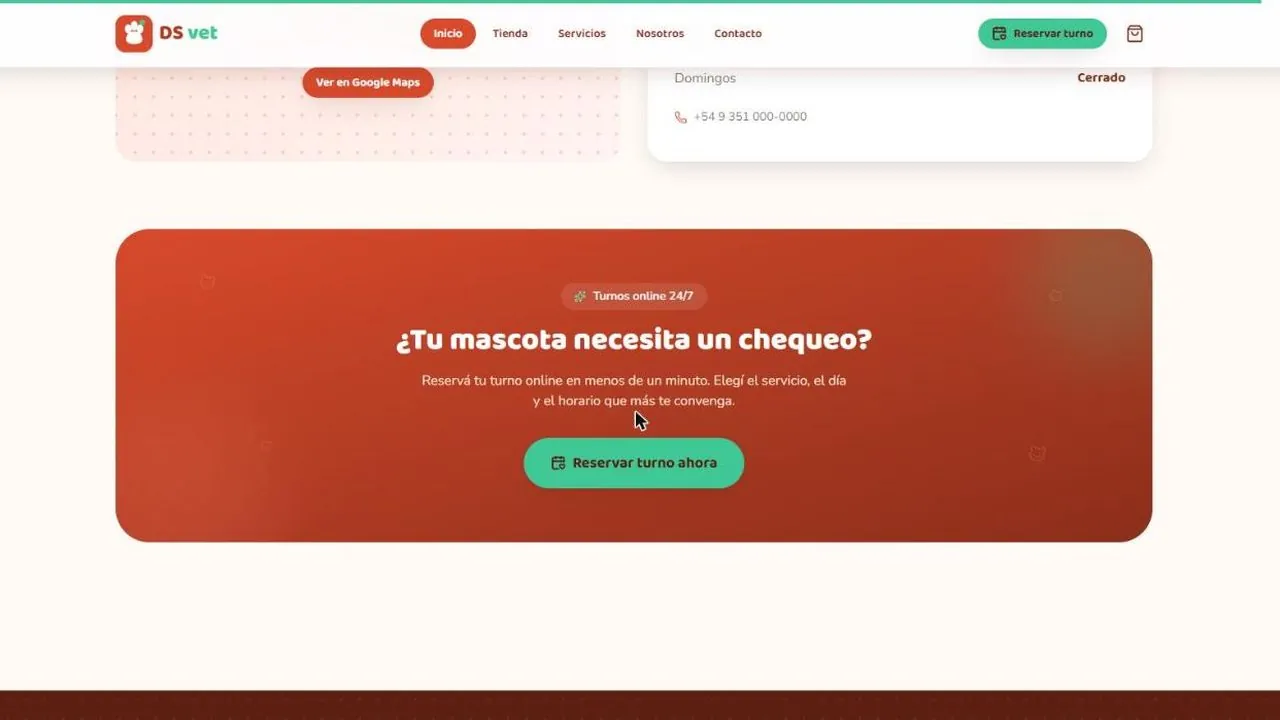 DS vet
Inicio
Tienda
Servicios
Nosotros
Contacto
Reservar turno
Ver en Google Maps
Domingos
Cerrado
+54 9 351 000-0000
Turnos online 24/7
¿Tu mascota necesita un chequeo?
Reservá tu turno online en menos de un minuto. Elegí el servicio, el día
y el horario que más te convenga.
Reservar turno ahora